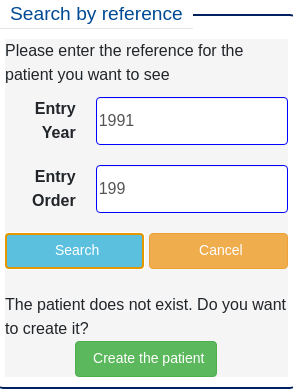 Search by reference
Please enter the reference for the
patient you want to see
Entry
Year
1991
Entry
Order
199
Search
Cancel
The patient does not exist. Do you want
to create it?
Create the patient